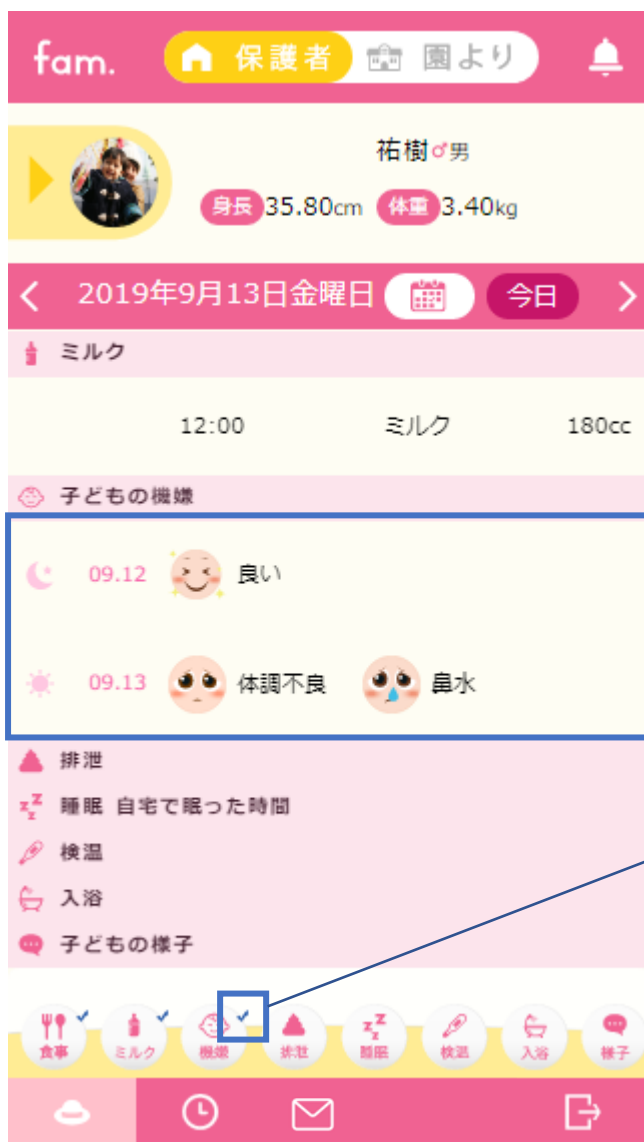 fam. 保護者 園より
祐樹♂男
身長 35.80cm 体重 3.40kg
2019年9月13日金曜日 今日
ミルク
12:00 ミルク 180cc
子どもの機嫌
09.12 良い
09.13 体調不良 鼻水
排泄
睡眠 自宅で眠った時間
検温
入浴
子どもの様子
食事 ミルク 機嫌 排泄 睡眠 検温 入浴 様子